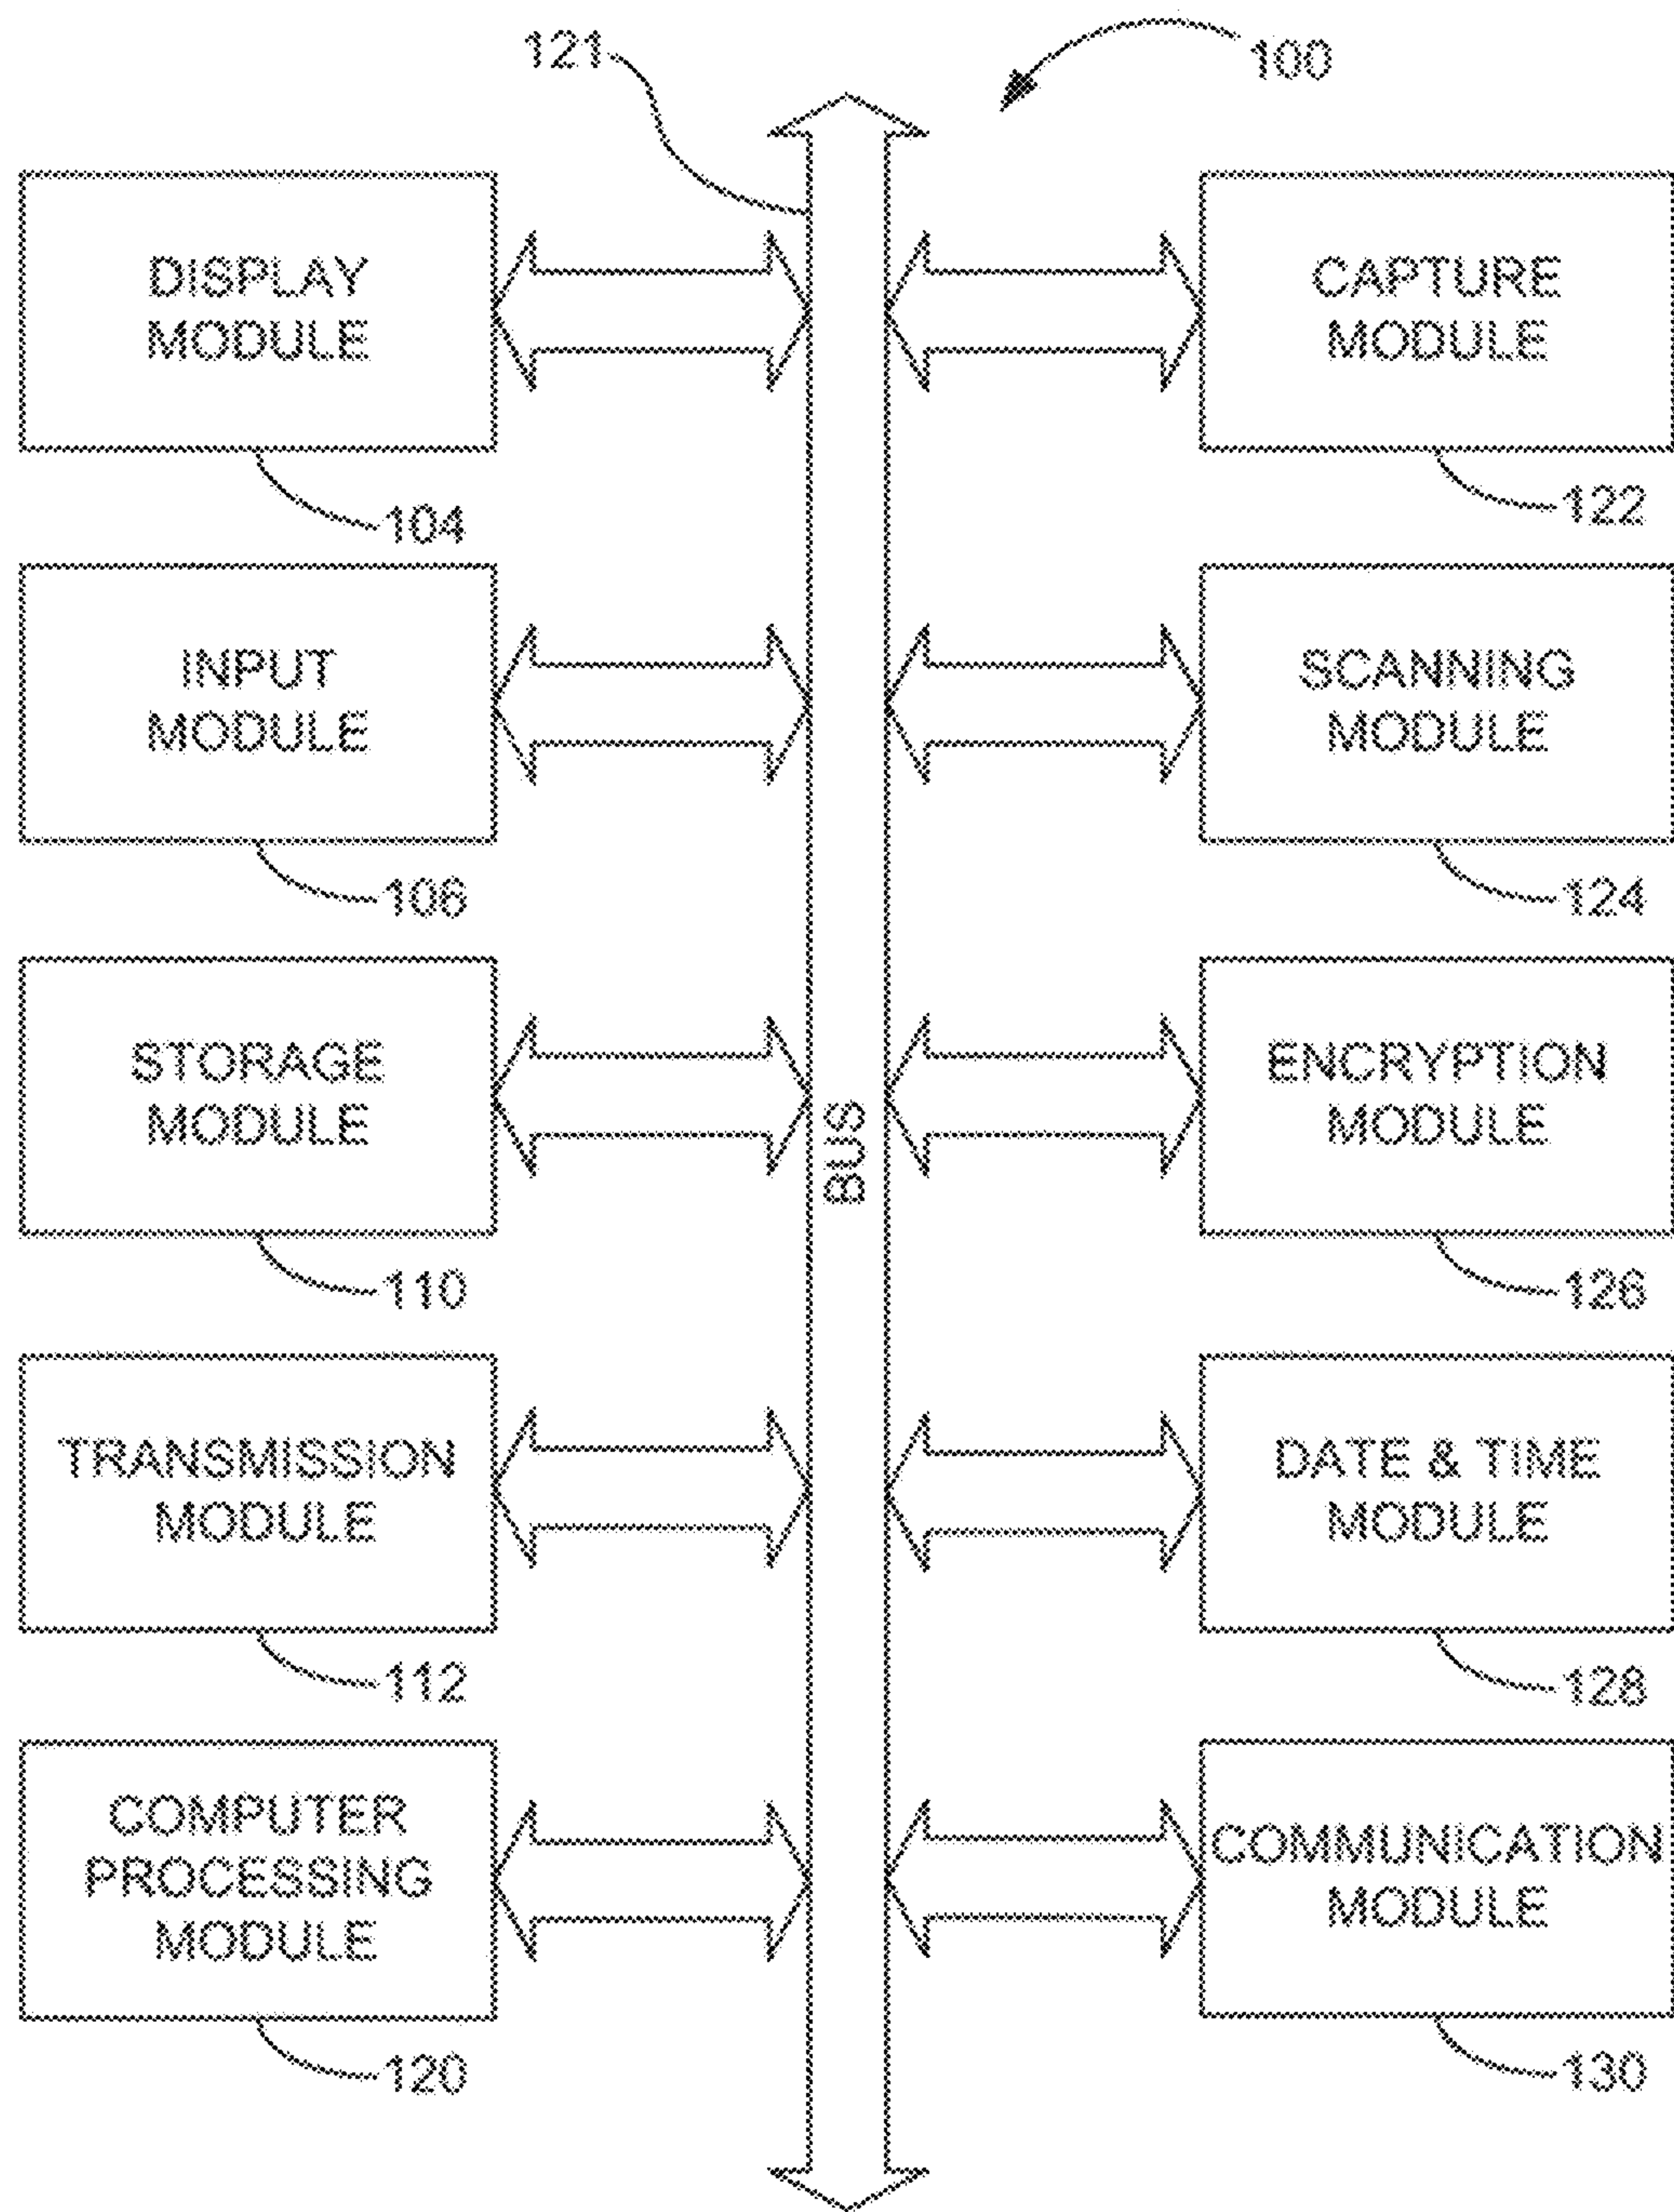 121
100
DISPLAY
MODULE
104
CAPTURE
MODULE
122
INPUT
MODULE
106
SCANNING
MODULE
124
STORAGE
MODULE
110
BUS
ENCRYPTION
MODULE
126
TRANSMISSION
MODULE
112
DATE & TIME
MODULE
128
COMPUTER
PROCESSING
MODULE
120
COMMUNICATION
MODULE
130